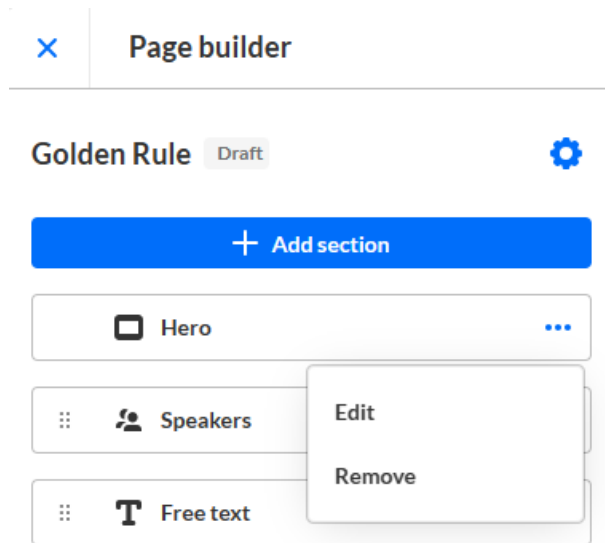 Page builder
Golden Rule Draft
Add section
Hero
Speakers
Edit
Remove
Free text